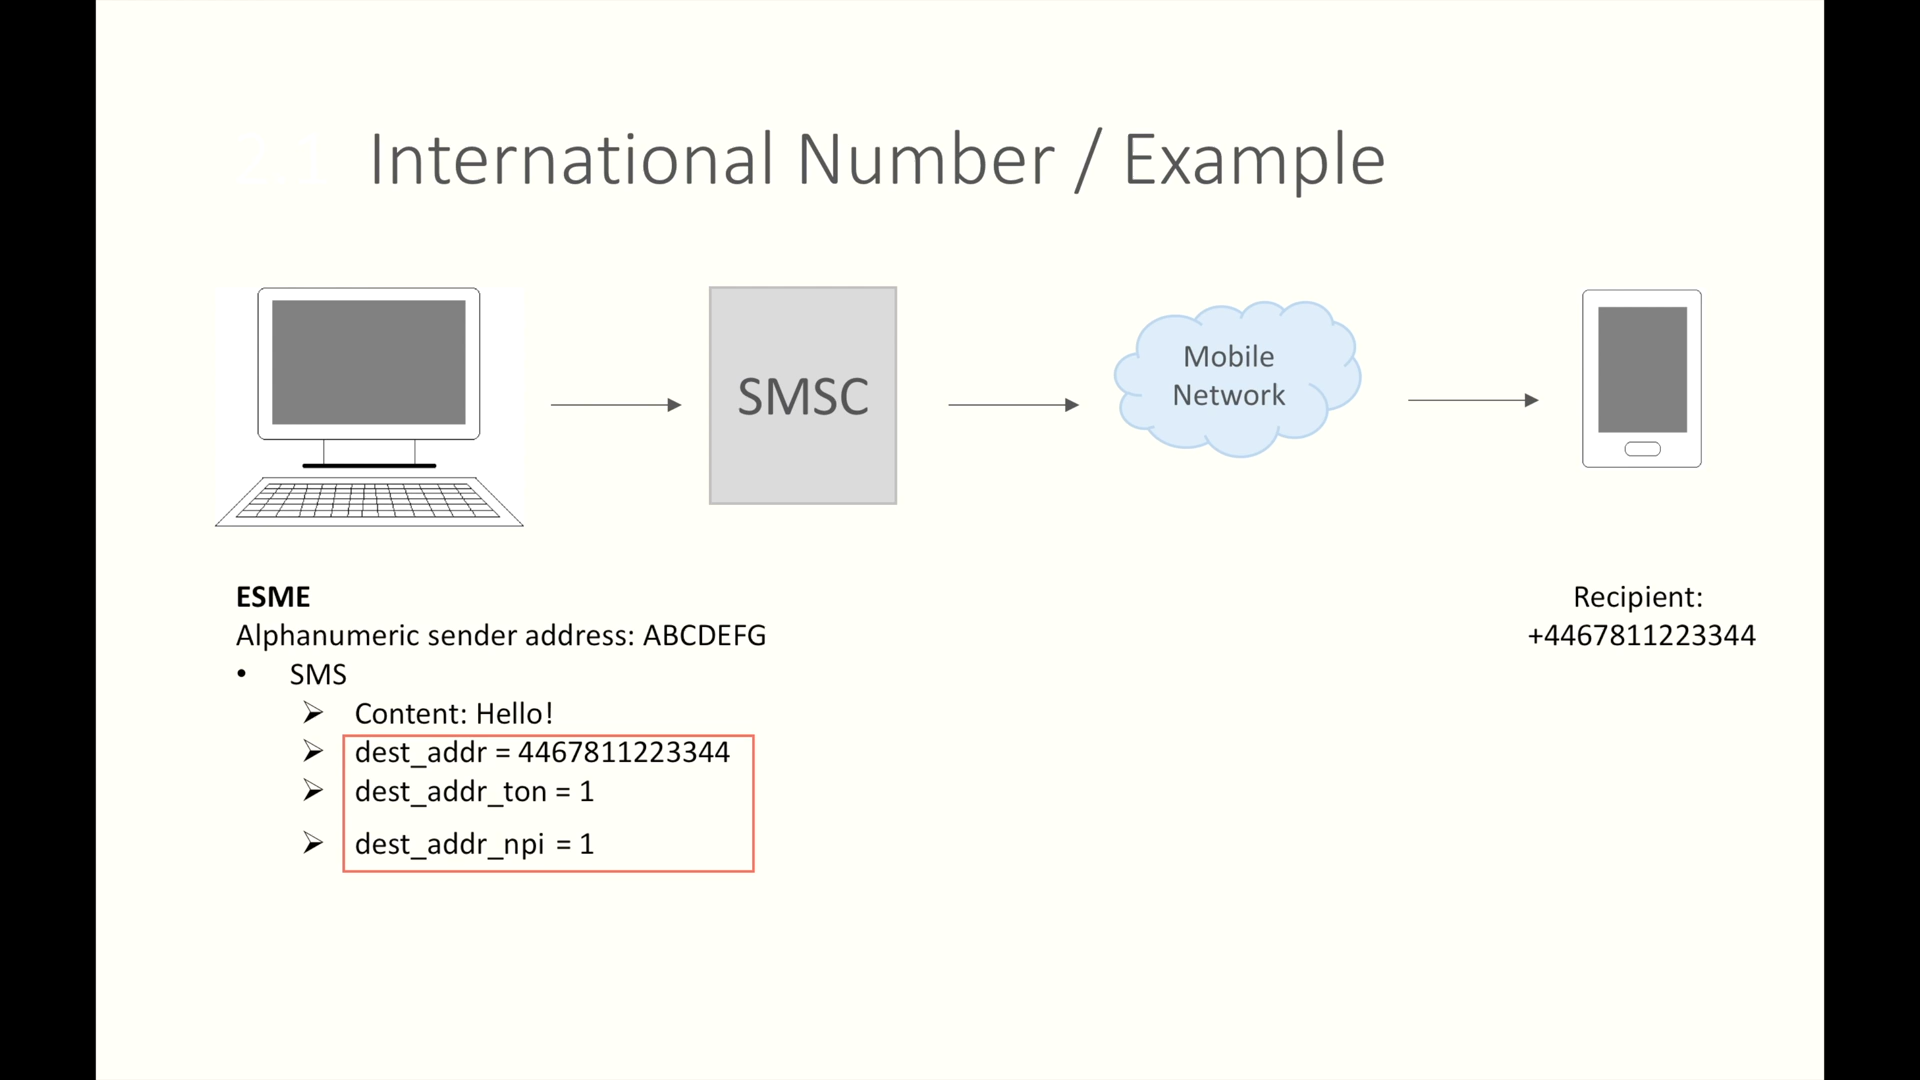 International Number / Example
SMSC
Mobile
Network
ESME
Alphanumeric sender address: ABCDEFG
• SMS
➢ Content: Hello!
➢ dest_addr = 4467811223344
➢ dest_addr_ton = 1
➢ dest_addr_npi = 1
Recipient:
+4467811223344